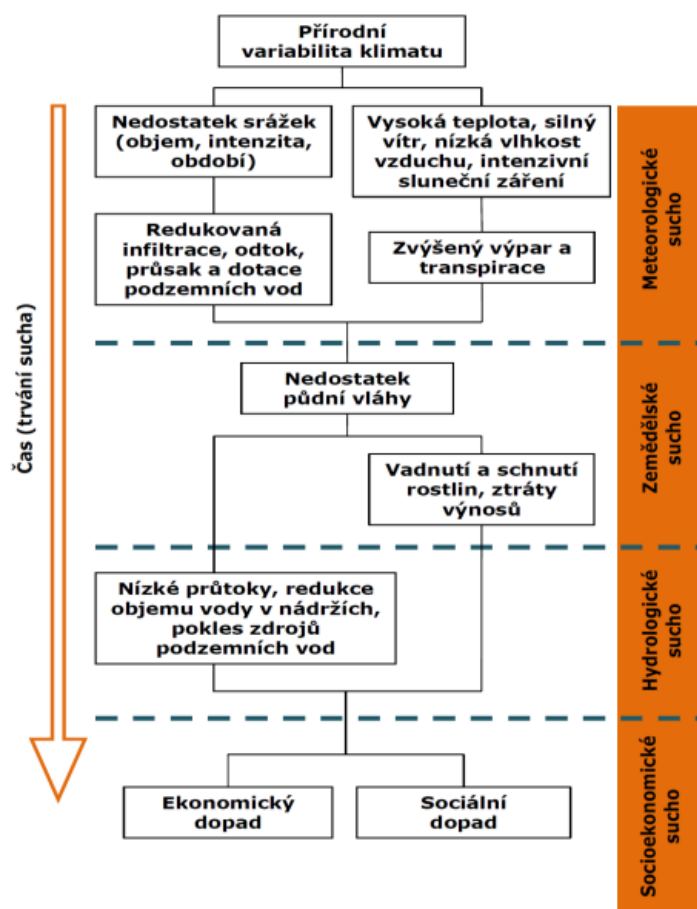 Přírodní
variabilita klimatu
Nedostatek srážek
(objem, intenzita,
období)
Vysoká teplota, silný
vítr, nízká vlhkost
vzduchu, intenzivní
sluneční záření
Redukovaná
infiltrace, odtok,
průsak a dotace
podzemních vod
Zvýšený výpar a
transpirace
Meteorologické
sucho
Čas (trvání sucha)
Nedostatek
půdní vláhy
Vadnutí a schnutí
rostlin, ztráty
výnosů
Zemědělské
sucho
Nízké průtoky, redukce
objemu vody v nádržích,
pokles zdrojů
podzemních vod
Hydrologické
sucho
Ekonomický
dopad
Sociální
dopad
Socioekonomické
sucho